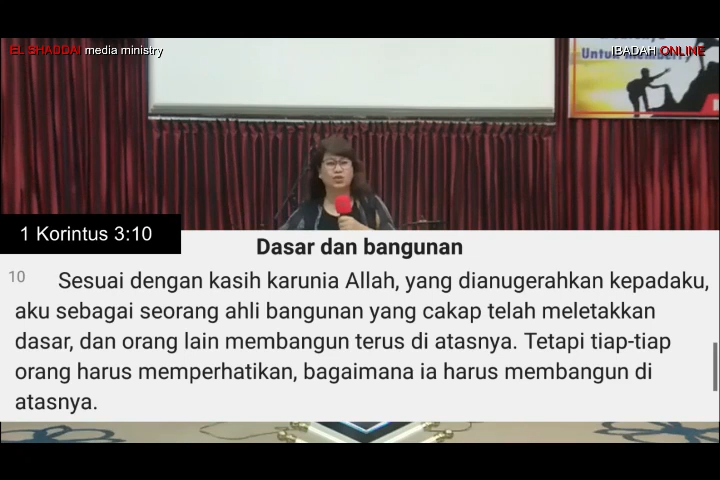 EL SHADDAI media ministry
IBADAH ONLINE
Untuk
1 Korintus 3:10
Dasar dan bangunan
10 Sesuai dengan kasih karunia Allah, yang dianugerahkan kepadaku,
aku sebagai seorang ahli bangunan yang cakap telah meletakkan
dasar, dan orang lain membangun terus di atasnya. Tetapi tiap-tiap
orang harus memperhatikan, bagaimana ia harus membangun di
atasnya.